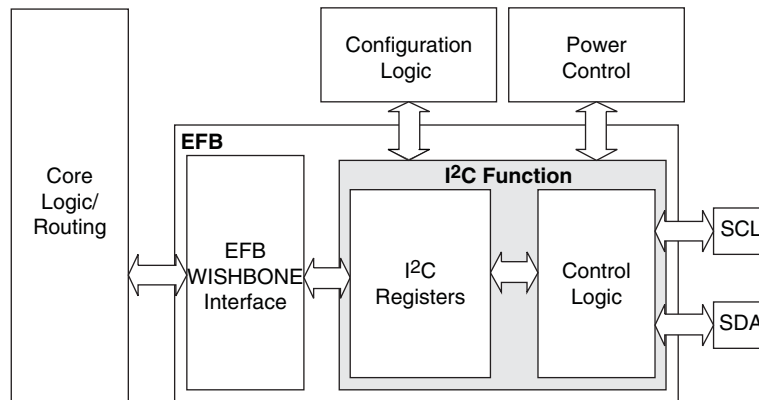 Configuration
Logic
Power
Control
EFB
Core
Logic/
Routing
I²C Function
EFB
WISHBONE
Interface
I²C
Registers
Control
Logic
SCL
SDA